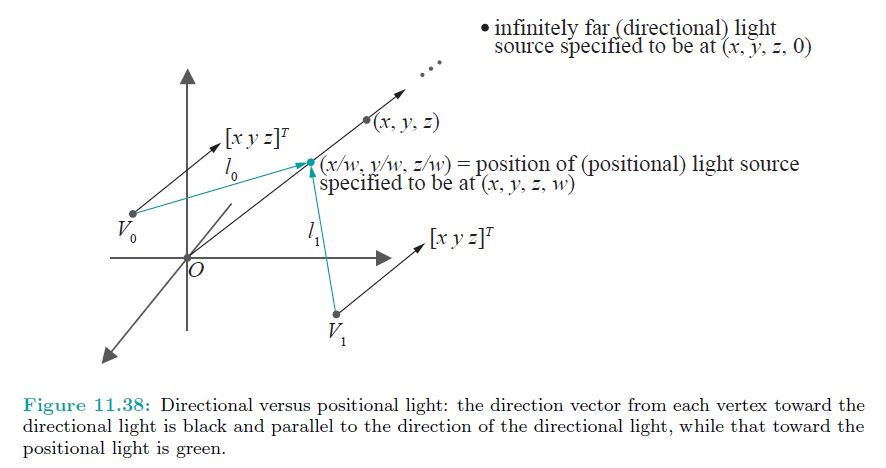 • infinitely far (directional) light
source specified to be at (x, y, z, 0)
(x, y, z)
[x y z]ᵀ
l₀
(x/w, y/w, z/w) = position of (positional) light source
specified to be at (x, y, z, w)
V₀
l₁
[x y z]ᵀ
O
V₁
Figure 11.38: Directional versus positional light: the direction vector from each vertex toward the
directional light is black and parallel to the direction of the directional light, while that toward the
positional light is green.